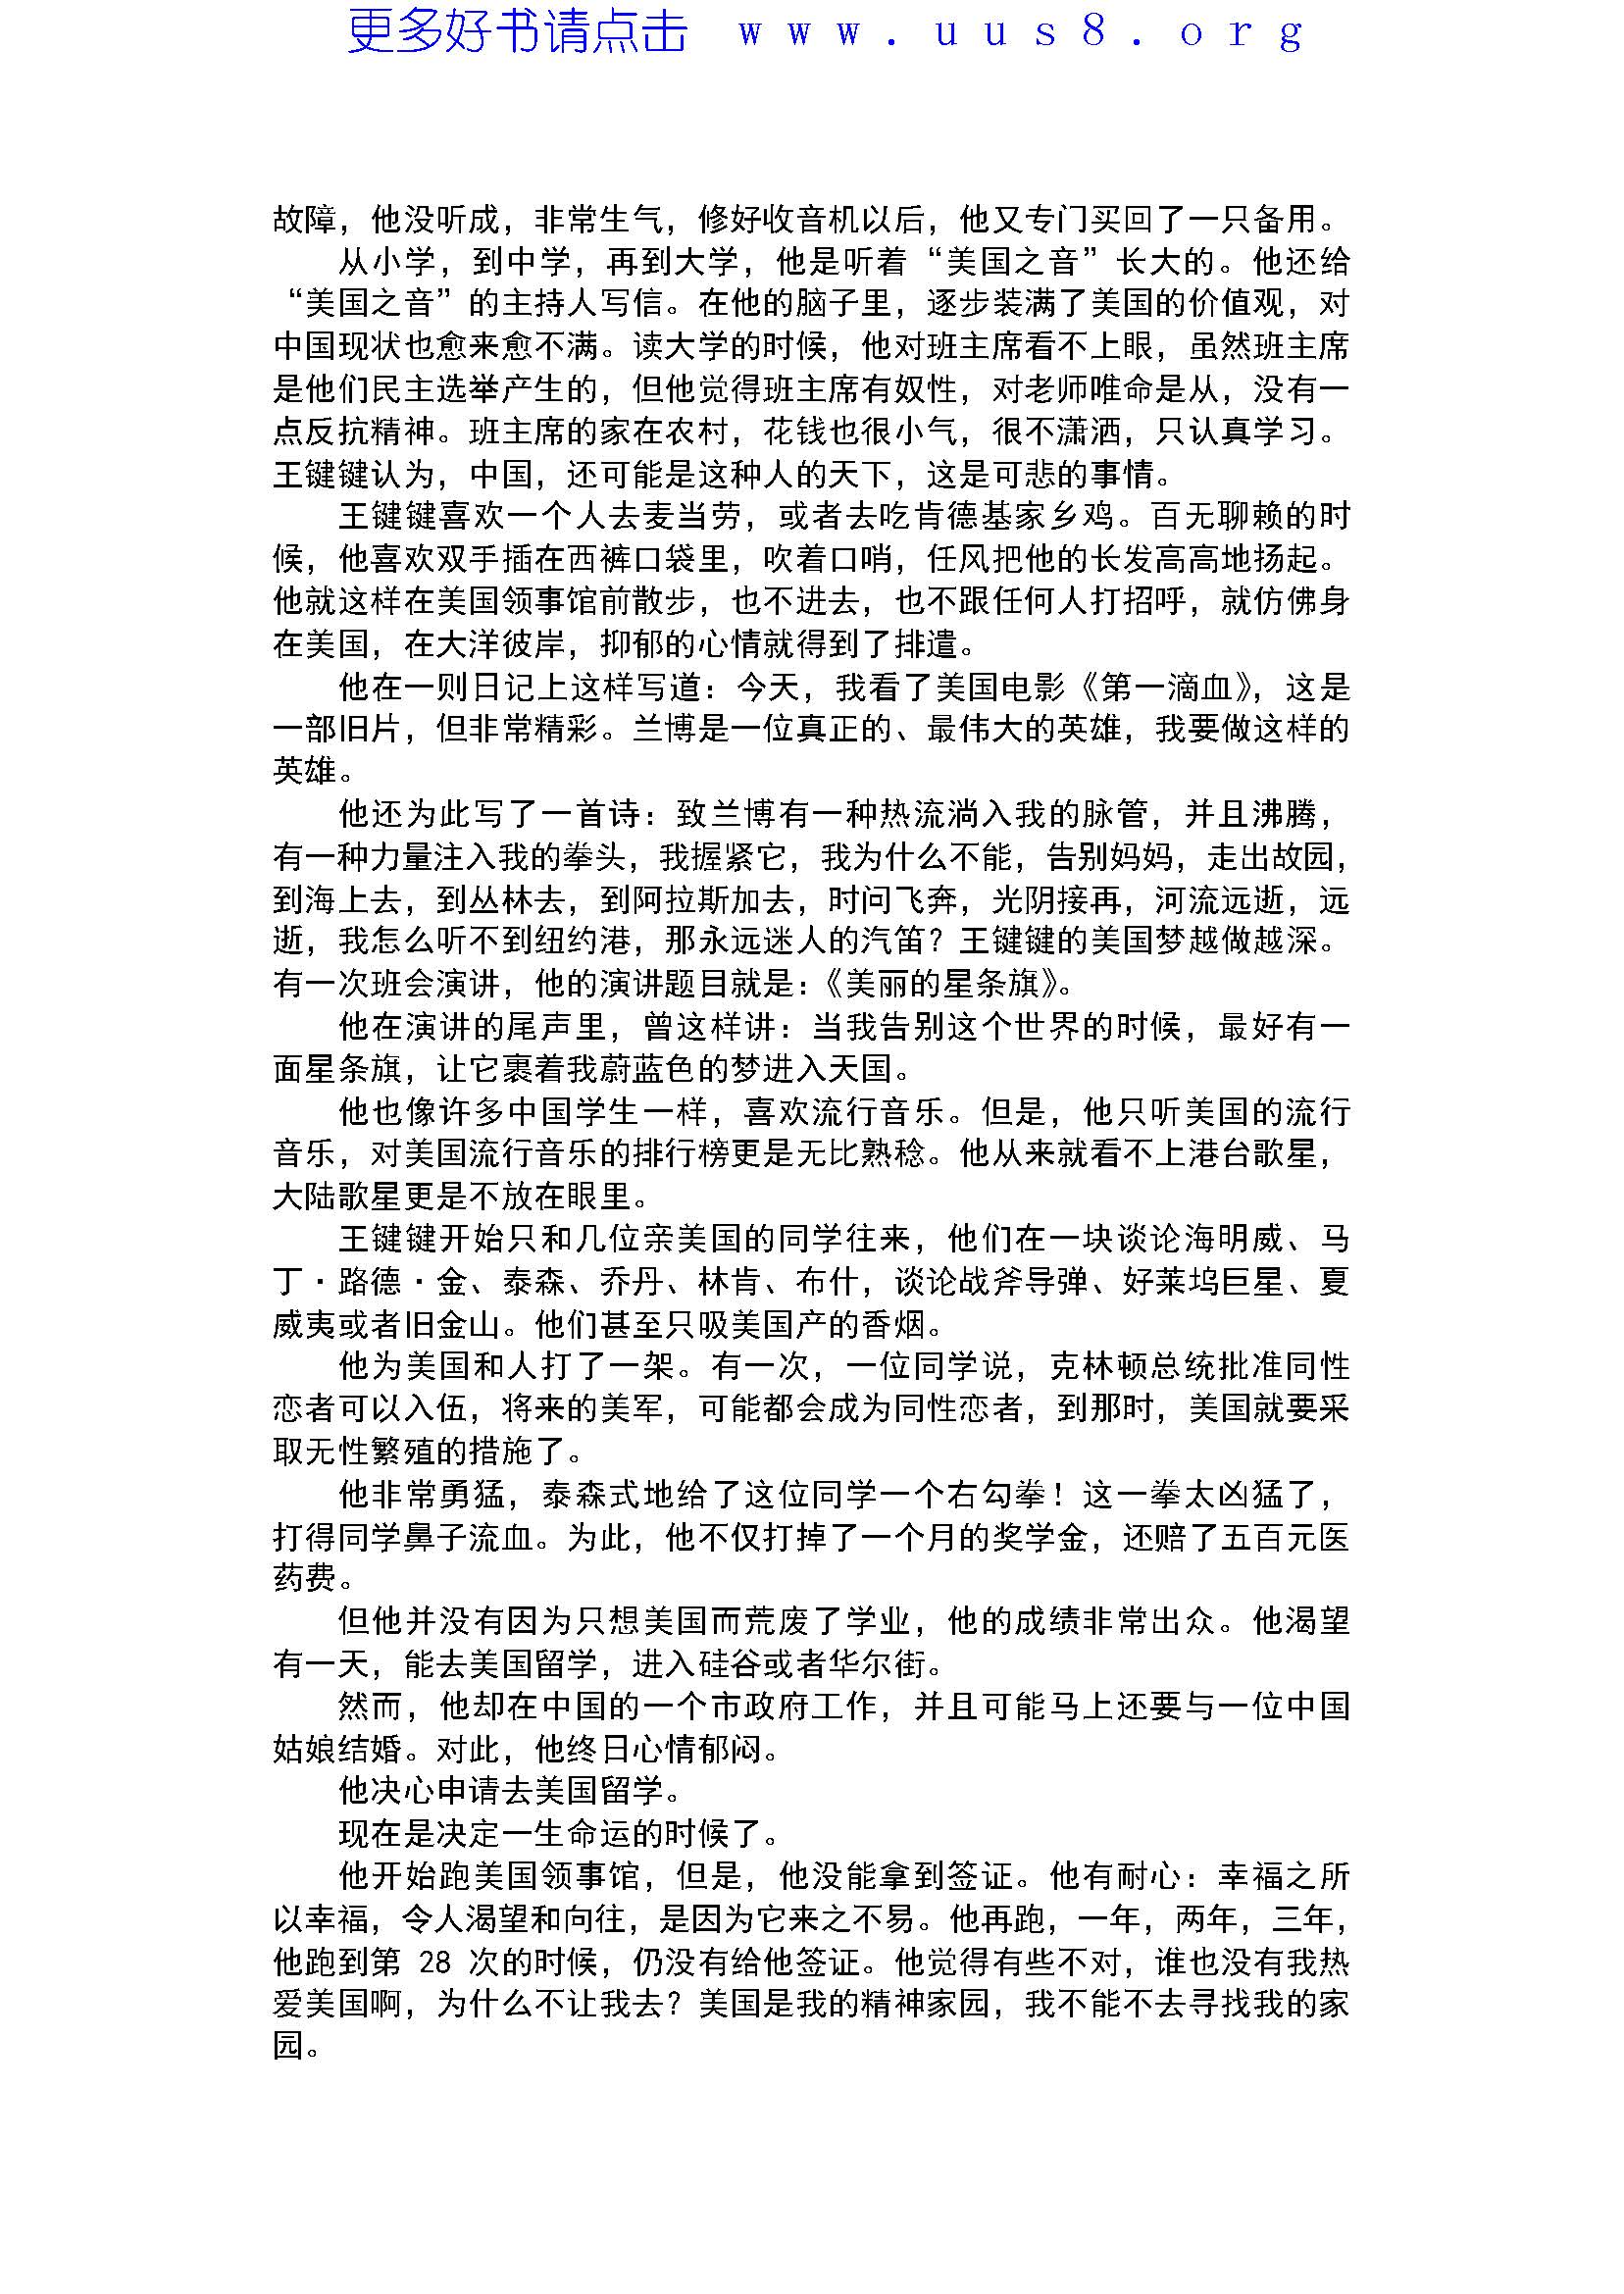 更多好书请点击 www.uus8.org
故障，他没听成，非常生气，修好收音机以后，他又专门买回了一只备用。
从小学，到中学，再到大学，他是听着“美国之音”长大的。他还给
“美国之音”的主持人写信。在他的脑子里，逐步装满了美国的价值观，对
中国现状也愈来愈不满。读大学的时候，他对班主席看不上眼，虽然班主席
是他们民主选举产生的，但他觉得班主席有奴性，对老师唯命是从，没有一
点反抗精神。班主席的家在农村，花钱也很小气，很不潇洒，只认真学习。
王键键认为，中国，还可能是这种人的天下，这是可悲的事情。
王键键喜欢一个人去麦当劳，或者去吃肯德基家乡鸡。百无聊赖的时
候，他喜欢双手插在西裤口袋里，吹着口哨，任风把他的长发高高地扬起。
他就这样在美国领事馆前散步，也不进去，也不跟任何人打招呼，就仿佛身
在美国，在大洋彼岸，抑郁的心情就得到了排遣。
他在一则日记上这样写道：今天，我看了美国电影《第一滴血》，这是
一部旧片，但非常精彩。兰博是一位真正的、最伟大的英雄，我要做这样的
英雄。
他还为此写了一首诗：致兰博有一种热流淌入我的脉管，并且沸腾，
有一种力量注入我的拳头，我握紧它，我为什么不能，告别妈妈，走出故园，
到海上去，到丛林去，到阿拉斯加去，时问飞奔，光阴接再，河流远逝，远
逝，我怎么听不到纽约港，那永远迷人的汽笛？王键键的美国梦越做越深。
有一次班会演讲，他的演讲题目就是：《美丽的星条旗》。
他在演讲的尾声里，曾这样讲：当我告别这个世界的时候，最好有一
面星条旗，让它裹着我蔚蓝色的梦进入天国。
他也像许多中国学生一样，喜欢流行音乐。但是，他只听美国的流行
音乐，对美国流行音乐的排行榜更是无比熟稔。他从来就看不上港台歌星，
大陆歌星更是不放在眼里。
王键键开始只和几位亲美国的同学往来，他们在一块谈论海明威、马
丁·路德·金、泰森、乔丹、林肯、布什，谈论战斧导弹、好莱坞巨星、夏
威夷或者旧金山。他们甚至只吸美国产的香烟。
他为美国和人打了一架。有一次，一位同学说，克林顿总统批准同性
恋者可以入伍，将来的美军，可能都会成为同性恋者，到那时，美国就要采
取无性繁殖的措施了。
他非常勇猛，泰森式地给了这位同学一个右勾拳！这一拳太凶猛了，
打得同学鼻子流血。为此，他不仅打掉了一个月的奖学金，还赔了五百元医
药费。
但他并没有因为只想美国而荒废了学业，他的成绩非常出众。他渴望
有一天，能去美国留学，进入硅谷或者华尔街。
然而，他却在中国的一个市政府工作，并且可能马上还要与一位中国
姑娘结婚。对此，他终日心情郁闷。
他决心申请去美国留学。
现在是决定一生命运的时候了。
他开始跑美国领事馆，但是，他没能拿到签证。他有耐心：幸福之所
以幸福，令人渴望和向往，是因为它来之不易。他再跑，一年，两年，三年，
他跑到第 28 次的时候，仍没有给他签证。他觉得有些不对，谁也没有我热
爱美国啊，为什么不让我去？美国是我的精神家园，我不能不去寻找我的家
园。